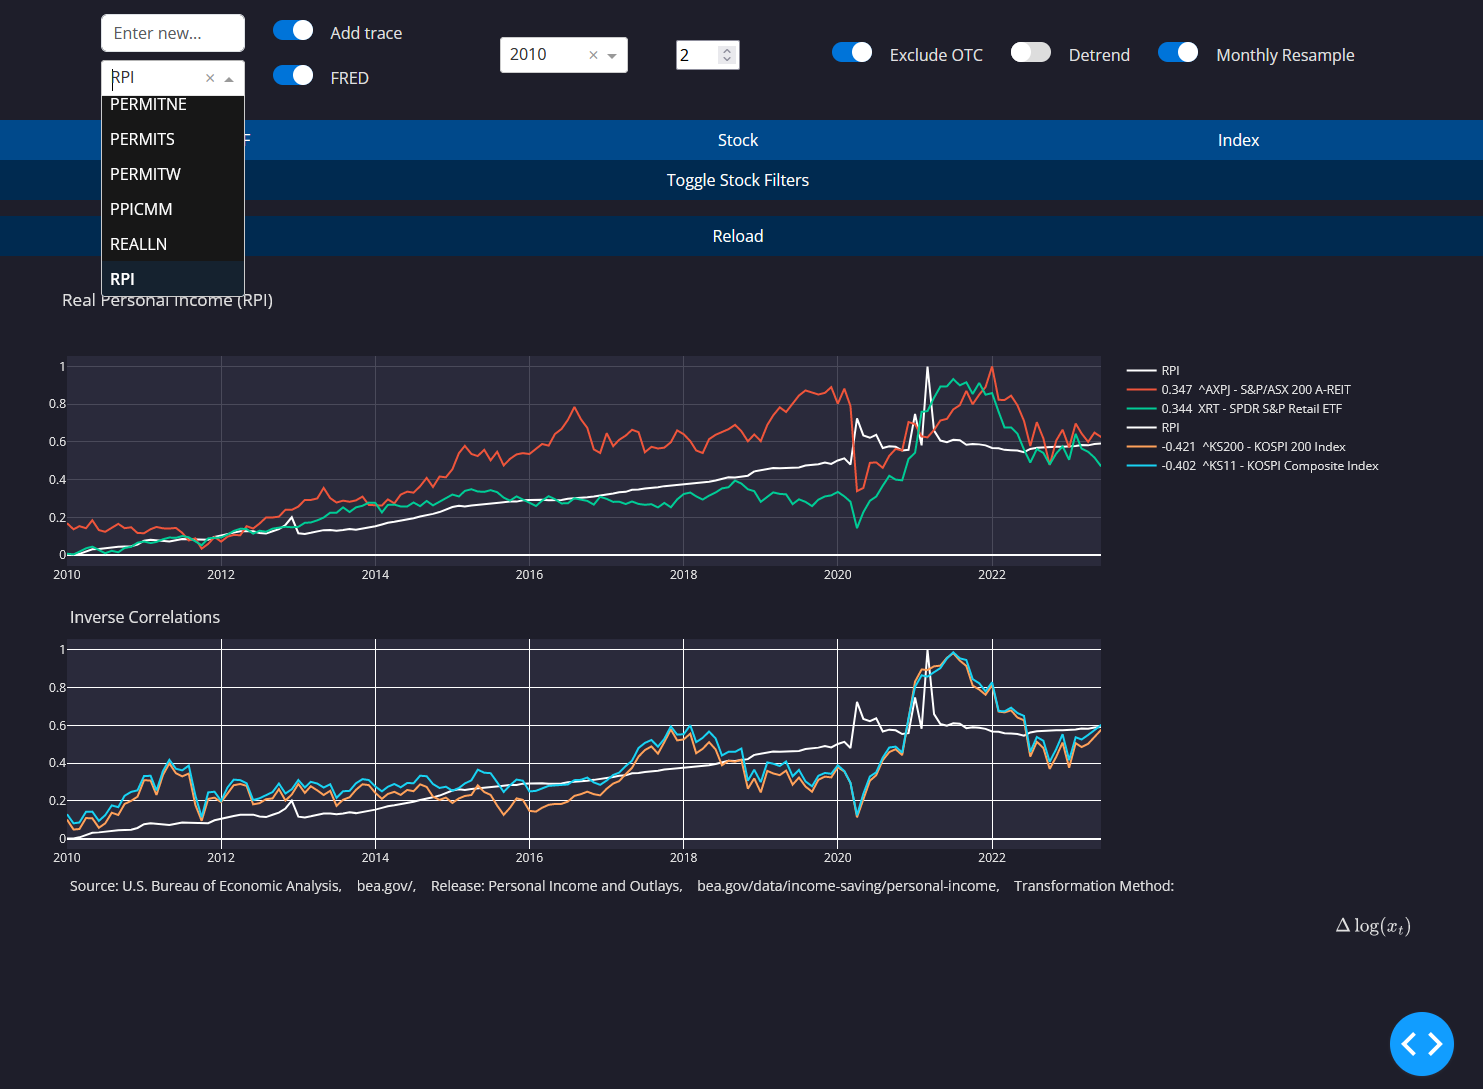 Enter new...
Add trace
2010
2
Exclude OTC
Detrend
Monthly Resample
RPI
FRED
PERMITNE
PERMITS
PERMITW
PPICMM
REALLN
RPI
F
Stock
Index
Toggle Stock Filters
Reload
Real Personal Income (RPI)
1
0.8
0.6
0.4
0.2
0
2010 2012 2014 2016 2018 2020 2022
RPI
0.347 ^AXPJ - S&P/ASX 200 A-REIT
0.344 XRT - SPDR S&P Retail ETF
RPI
-0.421 ^KS200 - KOSPI 200 Index
-0.402 ^KS11 - KOSPI Composite Index
Inverse Correlations
1
0.8
0.6
0.4
0.2
0
2010 2012 2014 2016 2018 2020 2022
Source: U.S. Bureau of Economic Analysis, bea.gov/, Release: Personal Income and Outlays, bea.gov/data/income-saving/personal-income, Transformation Method:
Δ log(xₜ)